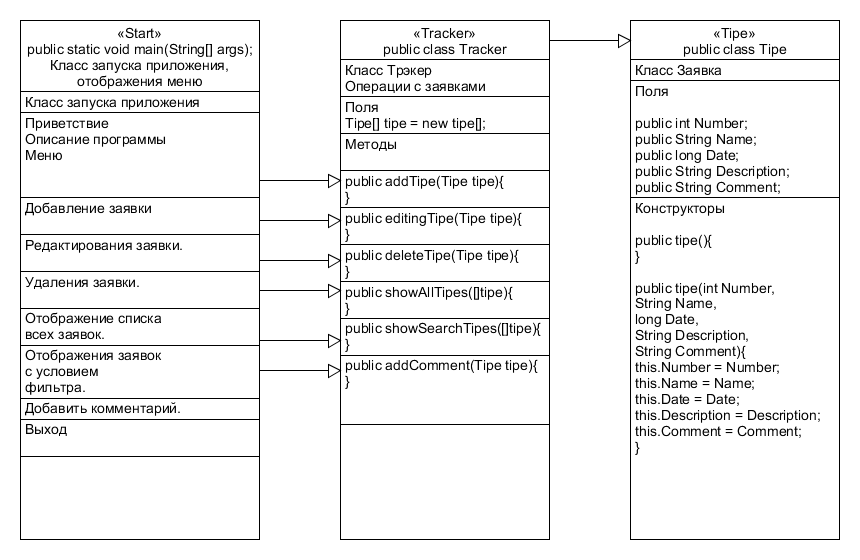 «Start»
public static void main(String[] args);
Класс запуска приложения,
отображения меню
Класс запуска приложения
Приветствие
Описание программы
Меню
Добавление заявки
Редактирования заявки.
Удаления заявки.
Отображение списка
всех заявок.
Отображения заявок
с условием
фильтра.
Добавить комментарий.
Выход
«Tracker»
public class Tracker
Класс Трэкер
Операции с заявками
Поля
Tipe[] tipe = new tipe[];
Методы
public addTipe(Tipe tipe){
}
public editingTipe(Tipe tipe){
}
public deleteTipe(Tipe tipe){
}
public showAllTipes([]tipe){
}
public showSearchTipes([]tipe){
}
public addComment(Tipe tipe){
}
«Tipe»
public class Tipe
Класс Заявка
Поля
public int Number;
public String Name;
public long Date;
public String Description;
public String Comment;
Конструкторы
public tipe(){
}
public tipe(int Number,
String Name,
long Date,
String Description,
String Comment){
this.Number = Number;
this.Name = Name;
this.Date = Date;
this.Description = Description;
this.Comment = Comment;
}